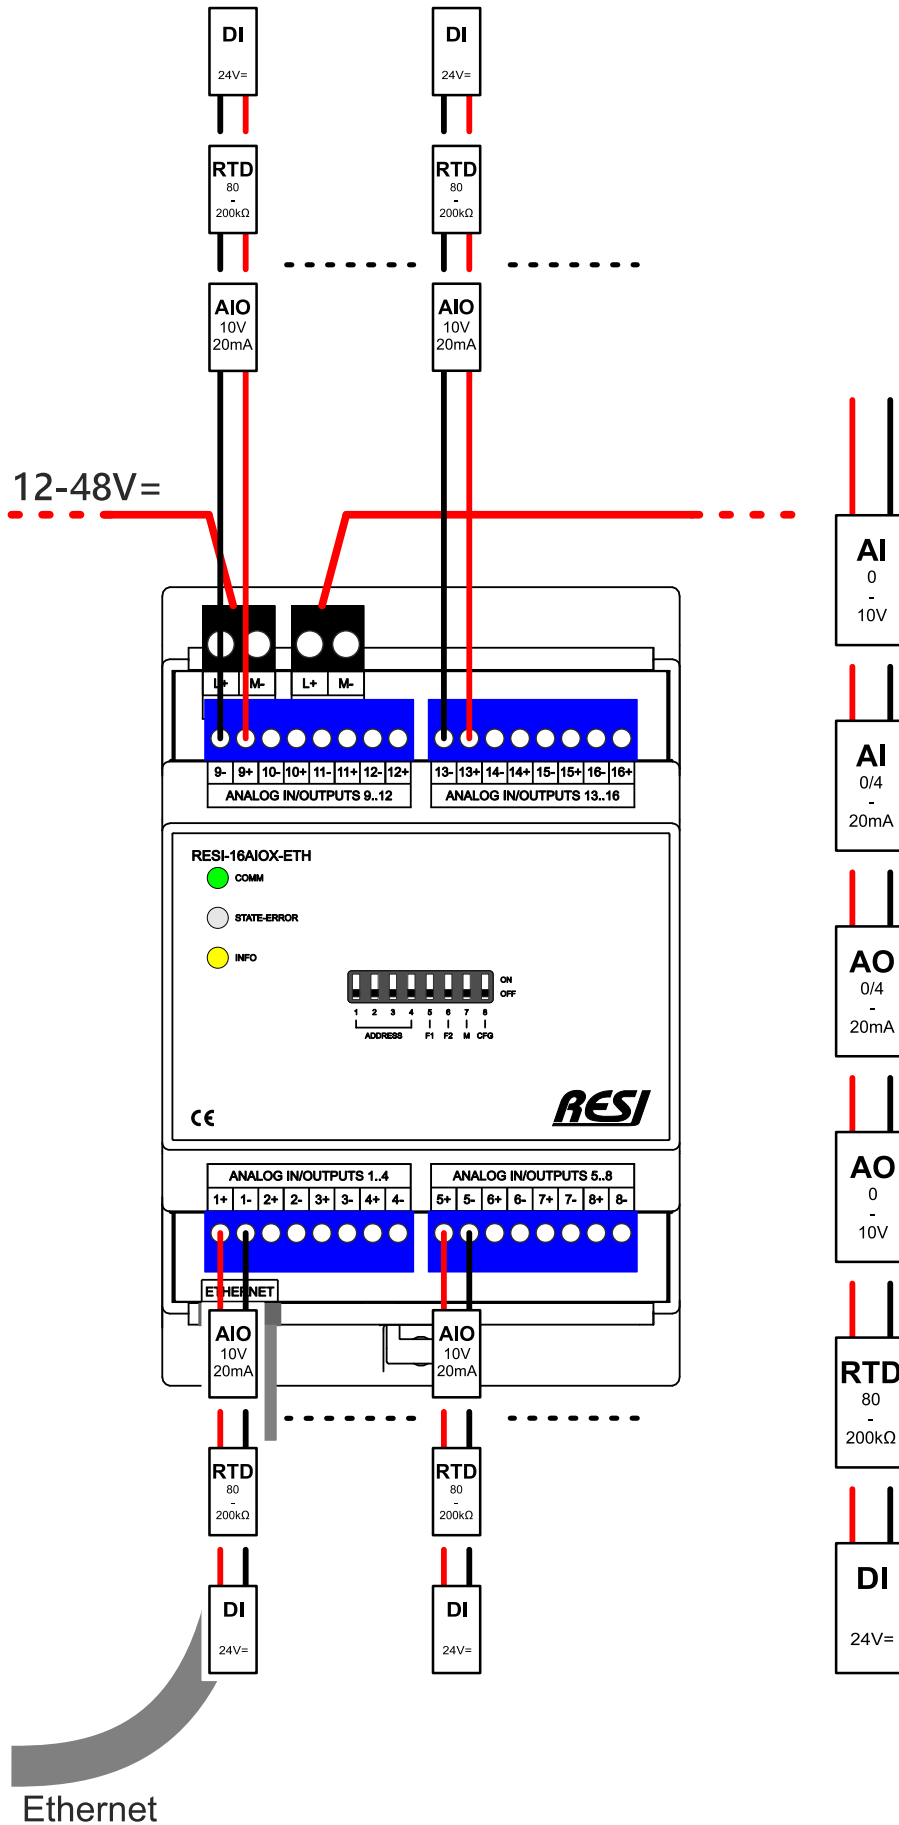 DI
24V=
DI
24V=
RTD
80
-
200kΩ
RTD
80
-
200kΩ
AIO
10V
20mA
AIO
10V
20mA
12-48V=
L+ M- L+ M-
9- 9+ 10- 10+ 11- 11+ 12- 12+
13- 13+ 14- 14+ 15- 15+ 16- 16+
ANALOG IN/OUTPUTS 9..12
ANALOG IN/OUTPUTS 13..16
RESI-16AIOX-ETH
COMM
STATE-ERROR
INFO
ON
OFF
1 2 3 4 5 6 7 8
ADDRESS F1 F2 M CFG
CE
RESI
ANALOG IN/OUTPUTS 1..4
ANALOG IN/OUTPUTS 5..8
1+ 1- 2+ 2- 3+ 3- 4+ 4-
5+ 5- 6+ 6- 7+ 7- 8+ 8-
ETHERNET
AIO
10V
20mA
AIO
10V
20mA
RTD
80
-
200kΩ
RTD
80
-
200kΩ
DI
24V=
DI
24V=
Ethernet
AI
0
-
10V
AI
0/4
-
20mA
AO
0/4
-
20mA
AO
0
-
10V
RTD
80
-
200kΩ
DI
24V=